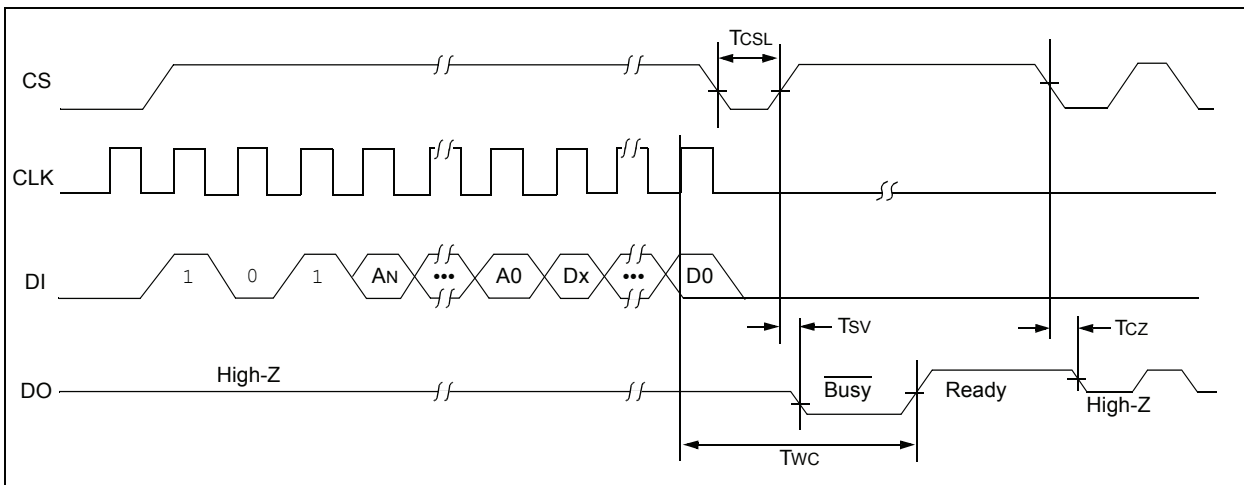 TCSL
CS
CLK
DI
1 0 1 AN ••• A0 Dx ••• D0
TSV
TCZ
High-Z
DO
Busy
Ready
High-Z
TWC